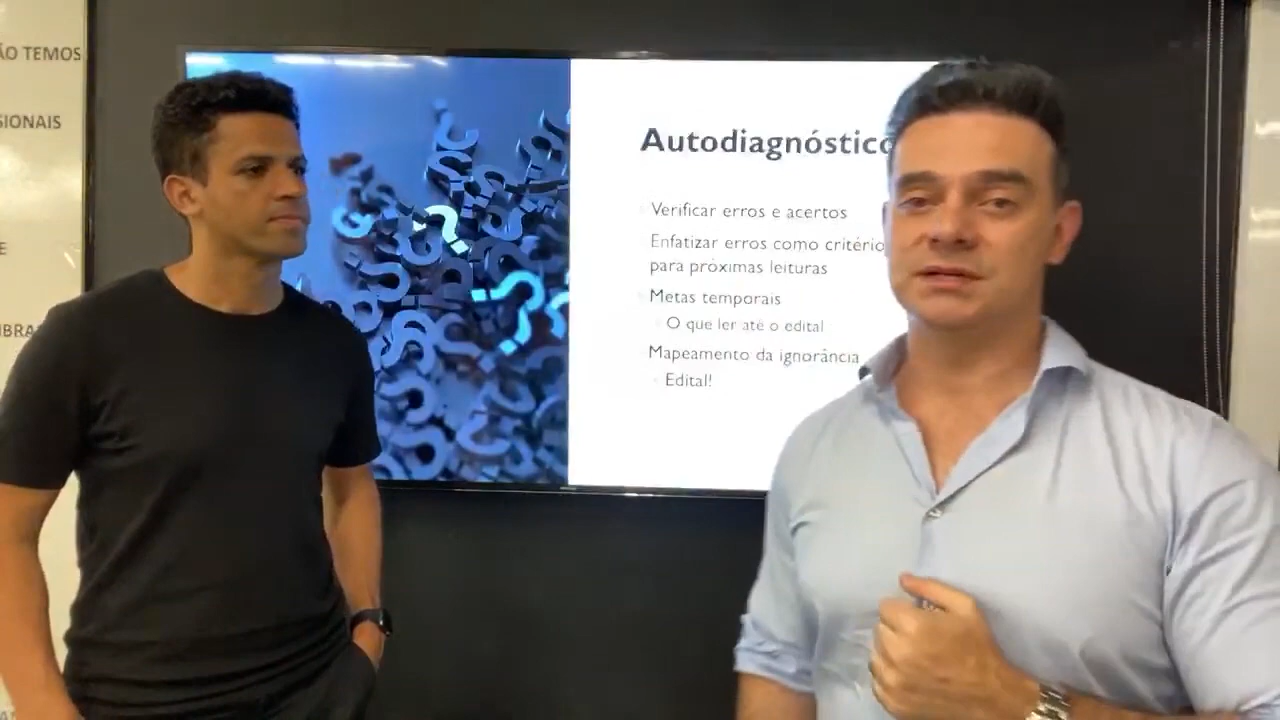 ÃO TEMOS
SIONAIS
E
IBRA
Autodiagnóstico
Verificar erros e acertos
Enfatizar erros como critério
para próximas leituras
Metas temporais
O que ler até o edital
Mapeamento da ignorância
Edital!